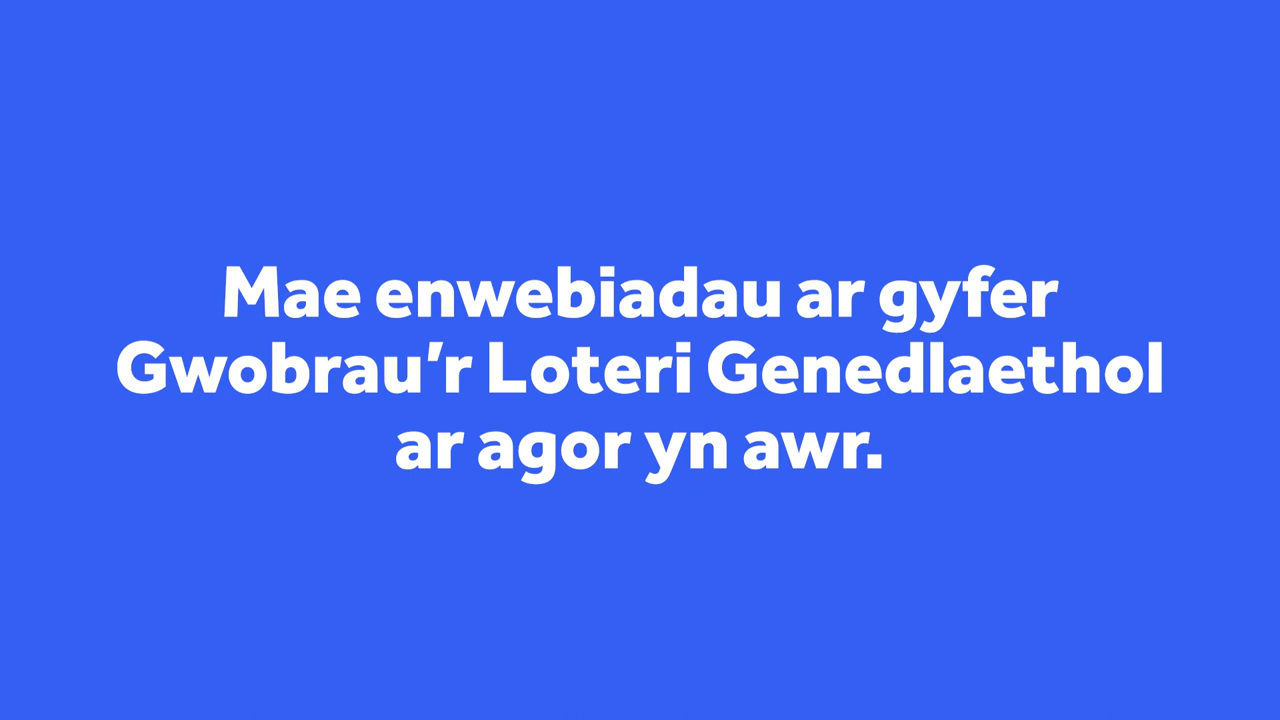 Mae enwebiadau ar gyfer
Gwobrau’r Loteri Genedlaethol
ar agor yn awr.